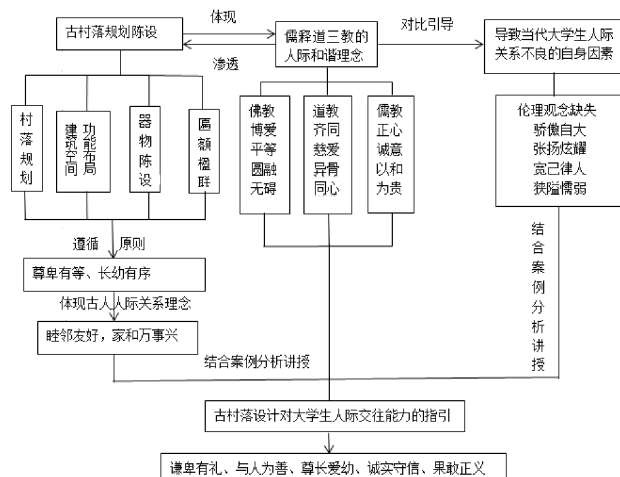 古村落规划陈设
体现
渗透
儒释道三教的
人际和谐理念
对比引导
导致当代大学生人际
关系不良的自身因素
村落规划
建筑空间
功能布局
器物陈设
匾额楹联
佛教
博爱
平等
圆融
无碍
道教
齐同
慈爱
异骨
同心
儒教
正心
诚意
以和
为贵
伦理观念缺失
骄傲自大
张扬炫耀
宽己律人
狭隘懦弱
遵循
原则
尊卑有等、长幼有序
体现古人人际关系理念
睦邻友好，家和万事兴
结合案例分析讲授
结合案例分析讲授
古村落设计对大学生人际交往能力的指引
谦卑有礼、与人为善、尊长爱幼、诚实守信、果敢正义